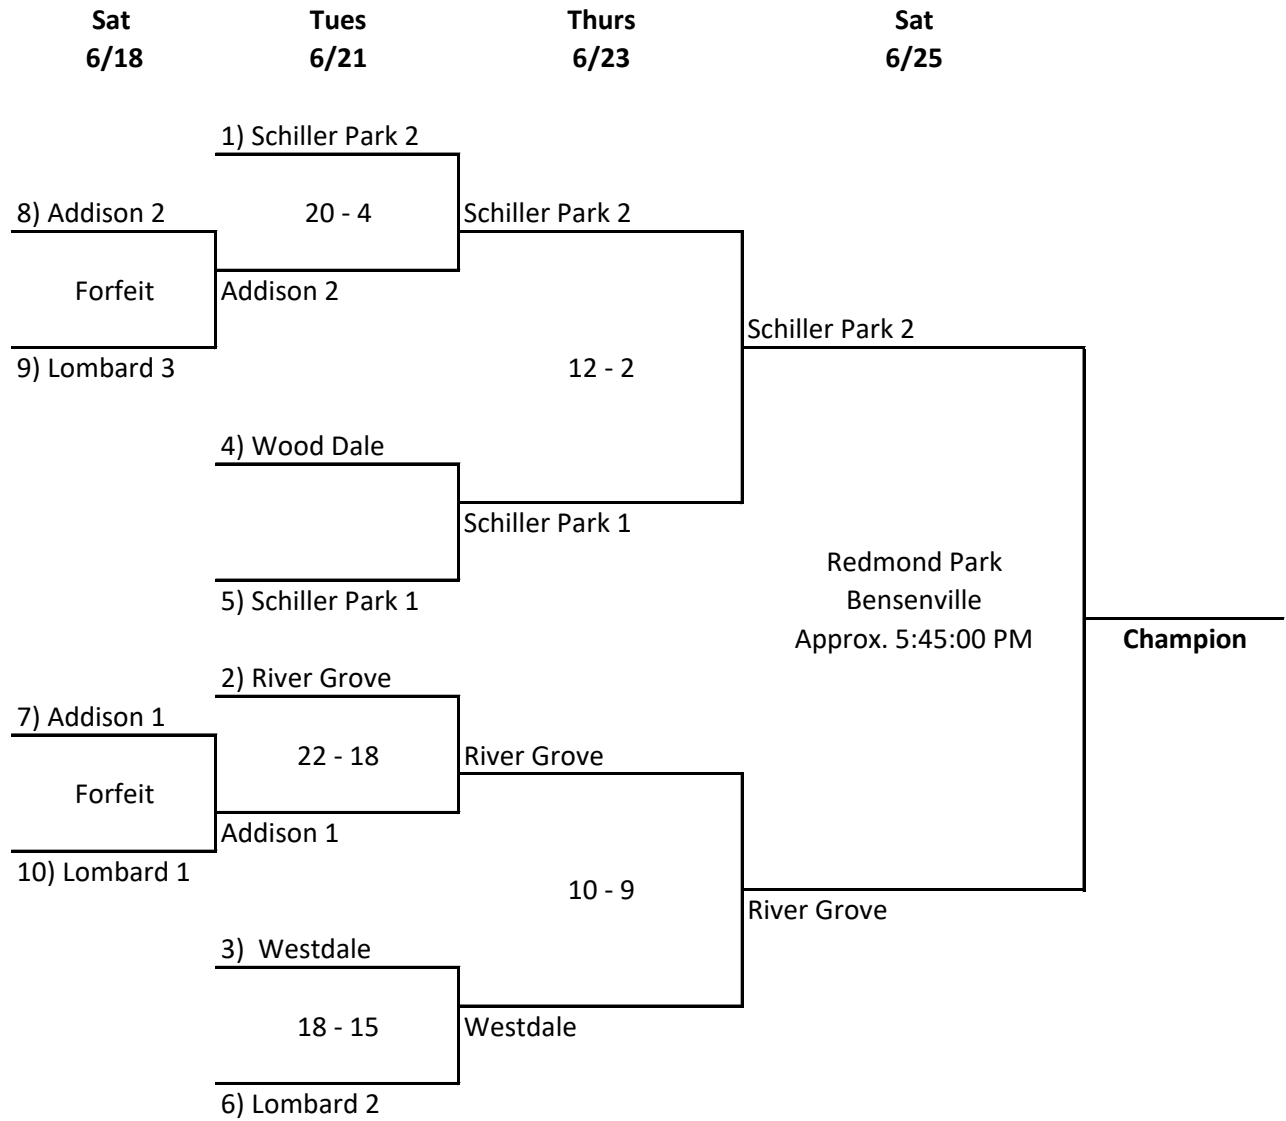 Sat Tues Thurs Sat
6/18 6/21 6/23 6/25
1) Schiller Park 2
8) Addison 2 20 - 4 Schiller Park 2
Forfeit Addison 2
Schiller Park 2
9) Lombard 3 12 - 2
4) Wood Dale
Schiller Park 1
Redmond Park
Bensenville
5) Schiller Park 1
Approx. 5:45:00 PM Champion
2) River Grove
7) Addison 1
22 - 18 River Grove
Forfeit
Addison 1
10) Lombard 1
10 - 9
River Grove
3)  Westdale
18 - 15 Westdale
6) Lombard 2